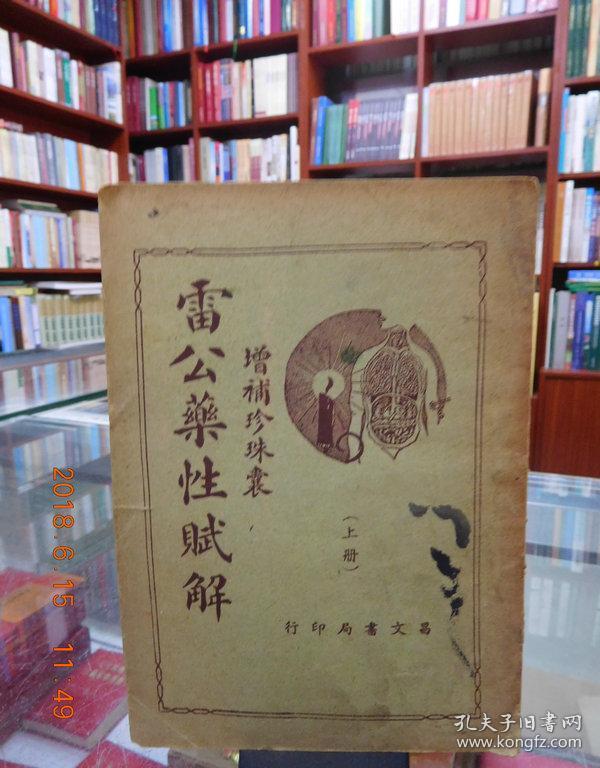 增補珍珠囊
雷公藥性賦解
（上册）
行印局書文昌
2018.6.15 11:49
孔夫子旧书网
www.kongfz.com